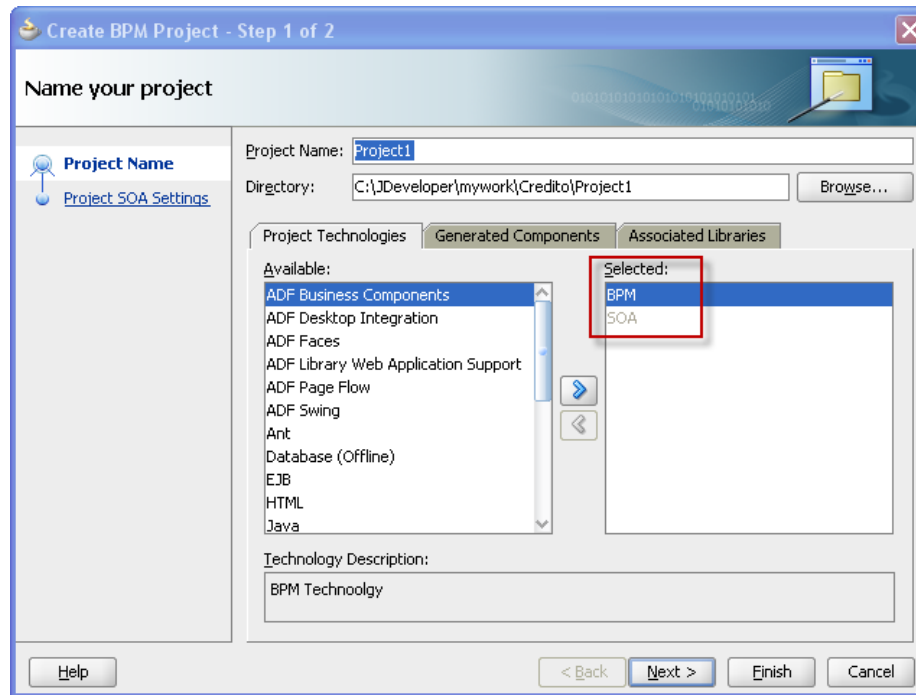 Create BPM Project - Step 1 of 2
Name your project
Project Name
Project SOA Settings
Project Name: Project1
Directory: C:\JDeveloper\mywork\Credito\Project1 Browse...
Project Technologies Generated Components Associated Libraries
Available: Selected:
ADF Business Components BPM
ADF Desktop Integration SOA
ADF Faces
ADF Library Web Application Support
ADF Page Flow
ADF Swing
Ant
Database (Offline)
EJB
HTML
Java
Technology Description:
BPM Technoolgy
Help < Back Next > Finish Cancel